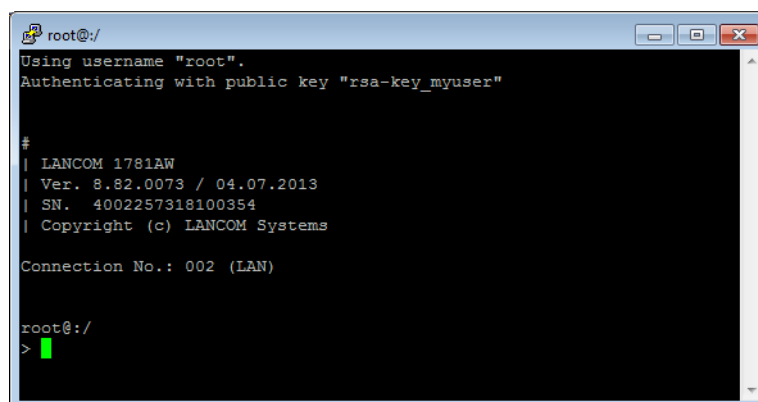 root@:/
Using username "root".
Authenticating with public key "rsa-key_myuser"
#
| LANCOM 1781AW
| Ver. 8.82.0073 / 04.07.2013
| SN.  4002257318100354
| Copyright (c) LANCOM Systems
Connection No.: 002 (LAN)
root@:/
>